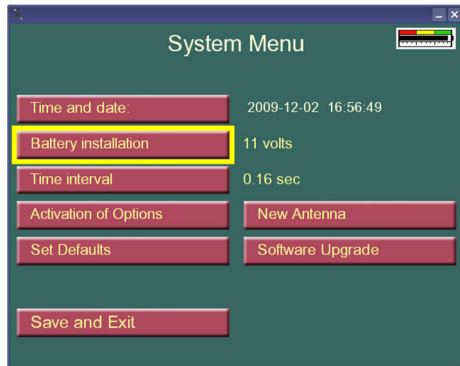 System Menu
Time and date: 2009-12-02 16:56:49
Battery installation 11 volts
Time interval 0.16 sec
Activation of Options New Antenna
Set Defaults Software Upgrade
Save and Exit